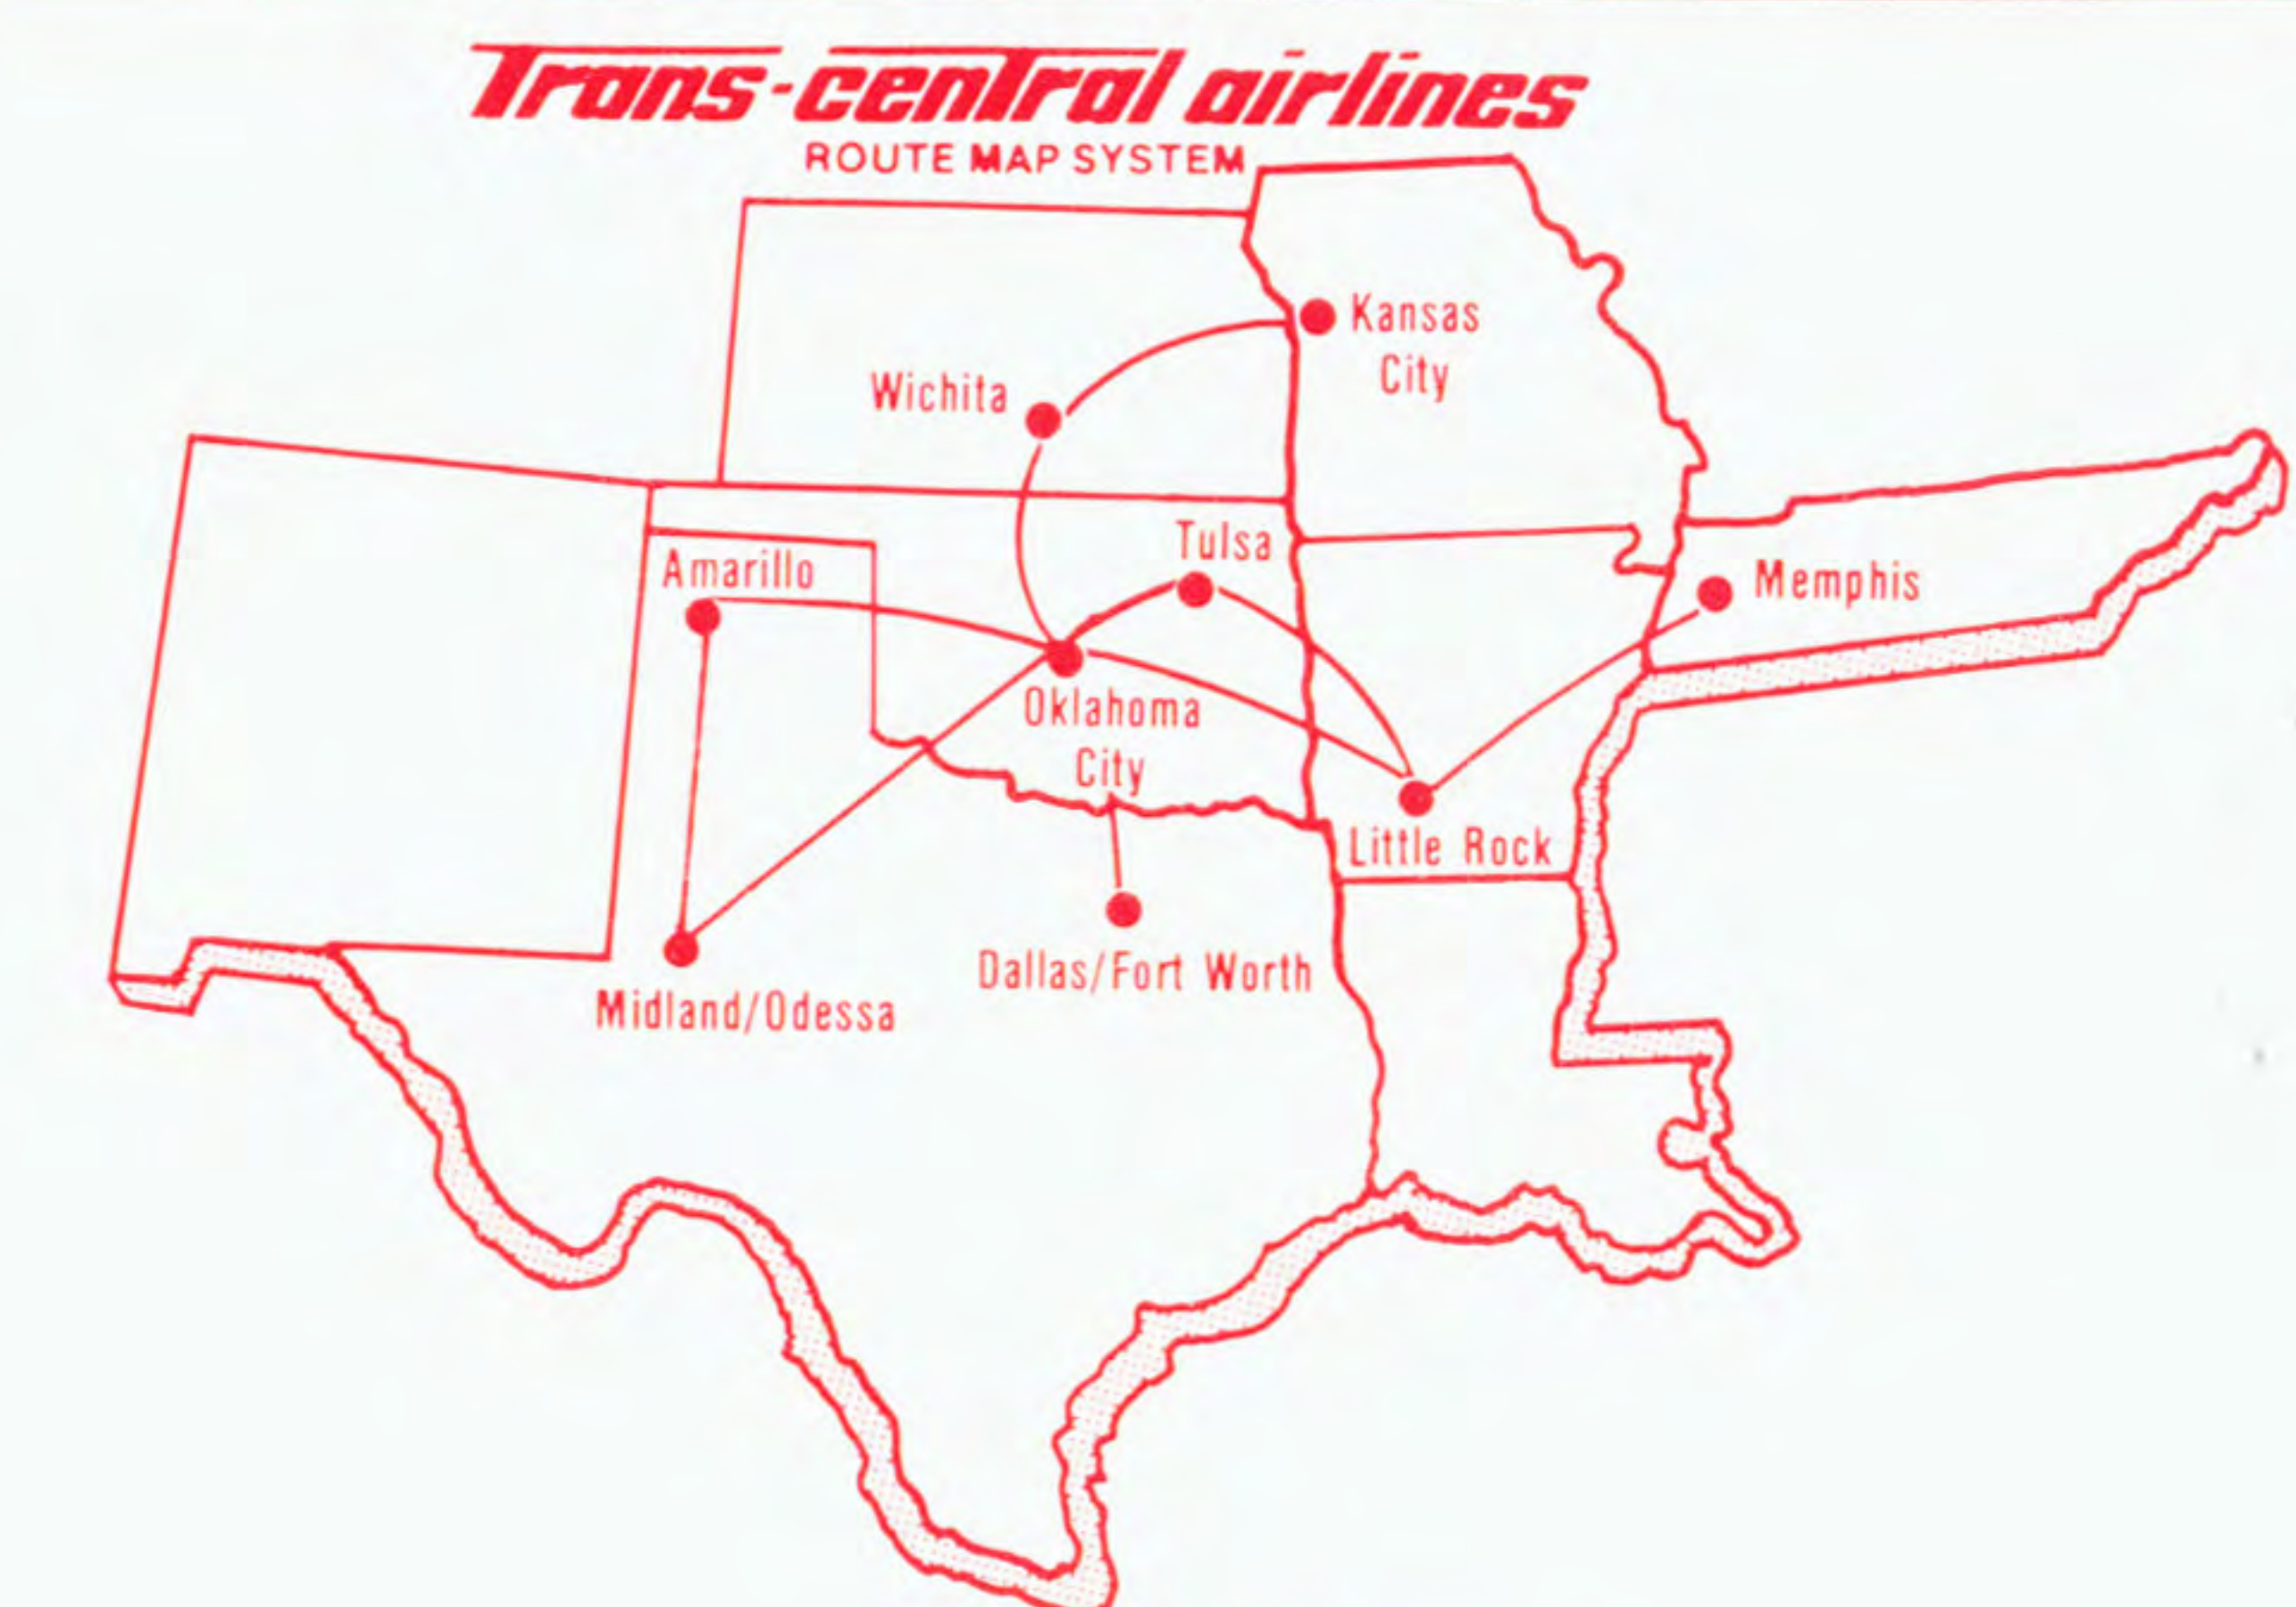 Trans-central airlines
ROUTE MAP SYSTEM
Kansas
City
Wichita
Tulsa
Amarillo
Memphis
Oklahoma
City
Little Rock
Dallas/Fort Worth
Midland/Odessa